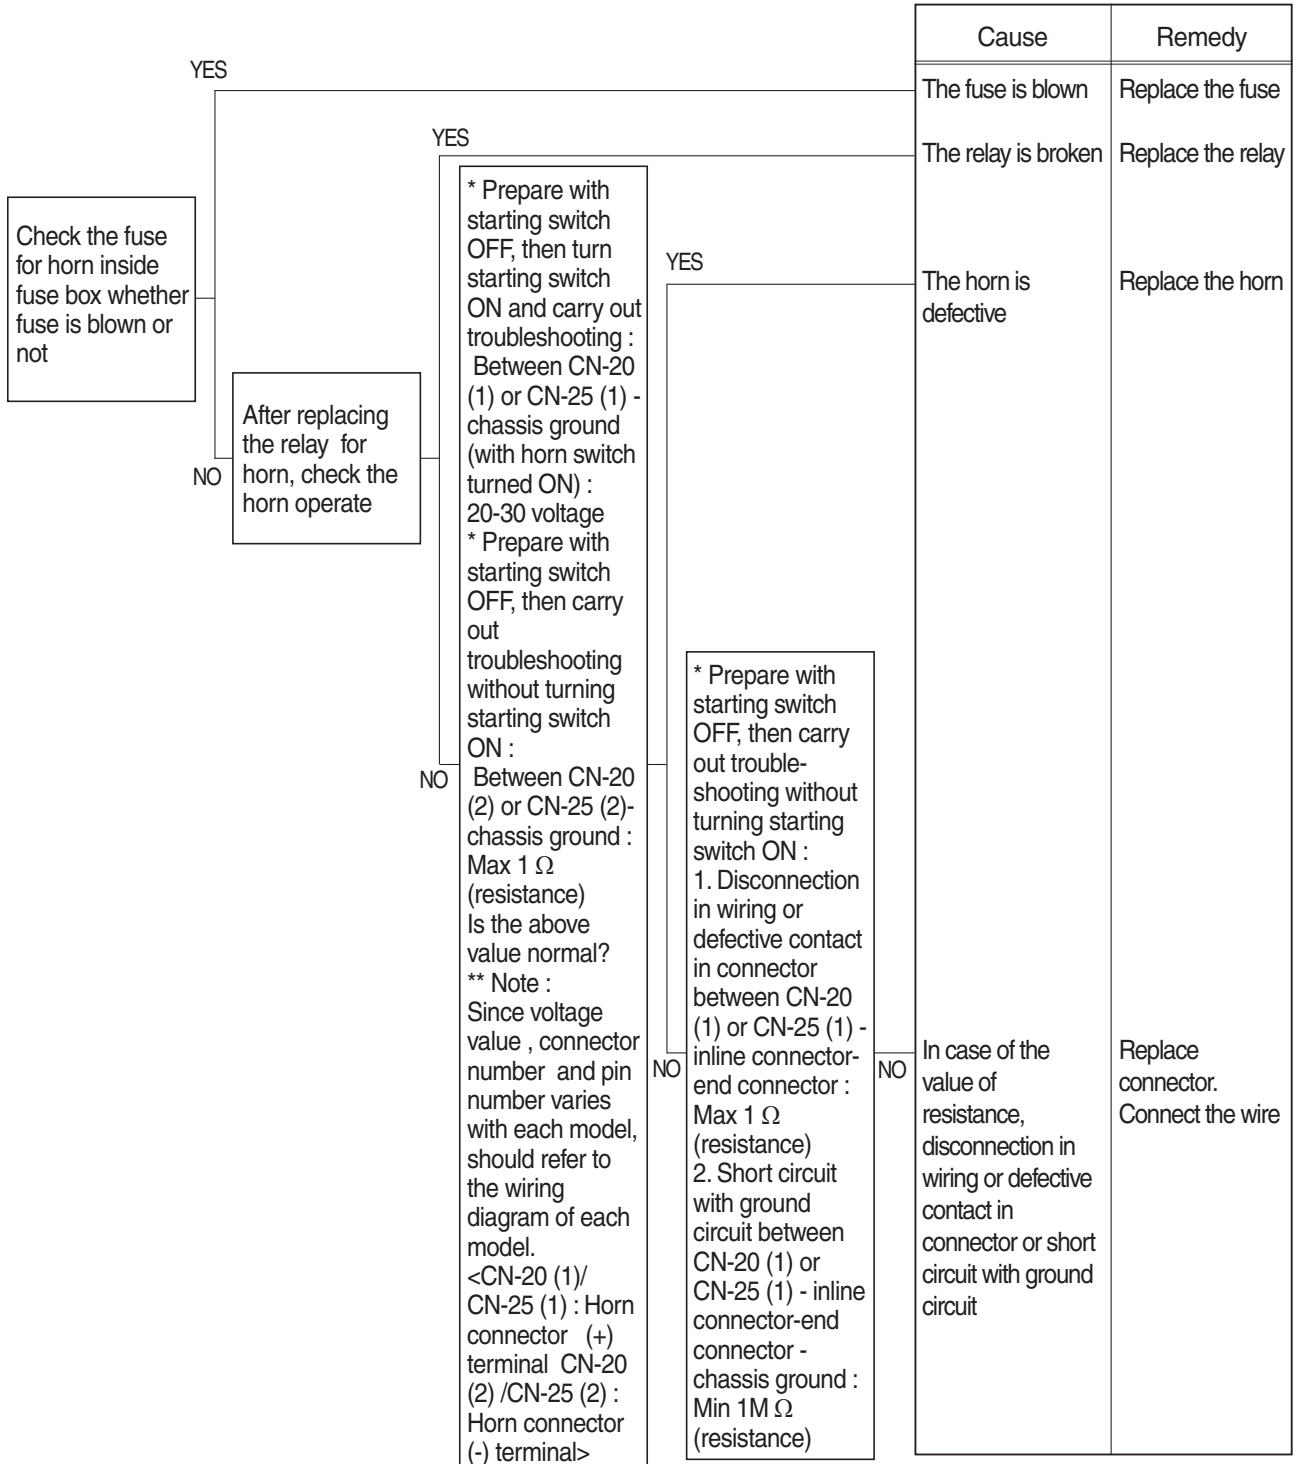 Cause
Remedy
YES
The fuse is blown
Replace the fuse
YES
The relay is broken
Replace the relay
Check the fuse
for horn inside
fuse box whether
fuse is blown or
not
NO
After replacing
the relay for
horn, check the
horn operate
NO
* Prepare with
starting switch
OFF, then turn
starting switch
ON and carry out
troubleshooting :
Between CN-20
(1) or CN-25 (1) -
chassis ground
(with horn switch
turned ON) :
20-30 voltage
* Prepare with
starting switch
OFF, then carry
out
troubleshooting
without turning
starting switch
ON :
Between CN-20
(2) or CN-25 (2)-
chassis ground :
Max 1 Ω
(resistance)
Is the above
value normal?
** Note :
Since voltage
value , connector
number and pin
number varies
with each model,
should refer to
the wiring
diagram of each
model.
<CN-20 (1)/
CN-25 (1) : Horn
connector (+)
terminal CN-20
(2) /CN-25 (2) :
Horn connector
(-) terminal>
YES
The horn is
defective
Replace the horn
NO
* Prepare with
starting switch
OFF, then carry
out trouble-
shooting without
turning starting
switch ON :
1. Disconnection
in wiring or
defective contact
in connector
between CN-20
(1) or CN-25 (1) -
inline connector-
end connector :
Max 1 Ω
(resistance)
2. Short circuit
with ground
circuit between
CN-20 (1) or
CN-25 (1) - inline
connector-end
connector -
chassis ground :
Min 1M Ω
(resistance)
NO
In case of the
value of
resistance,
disconnection in
wiring or defective
contact in
connector or short
circuit with ground
circuit
Replace
connector.
Connect the wire